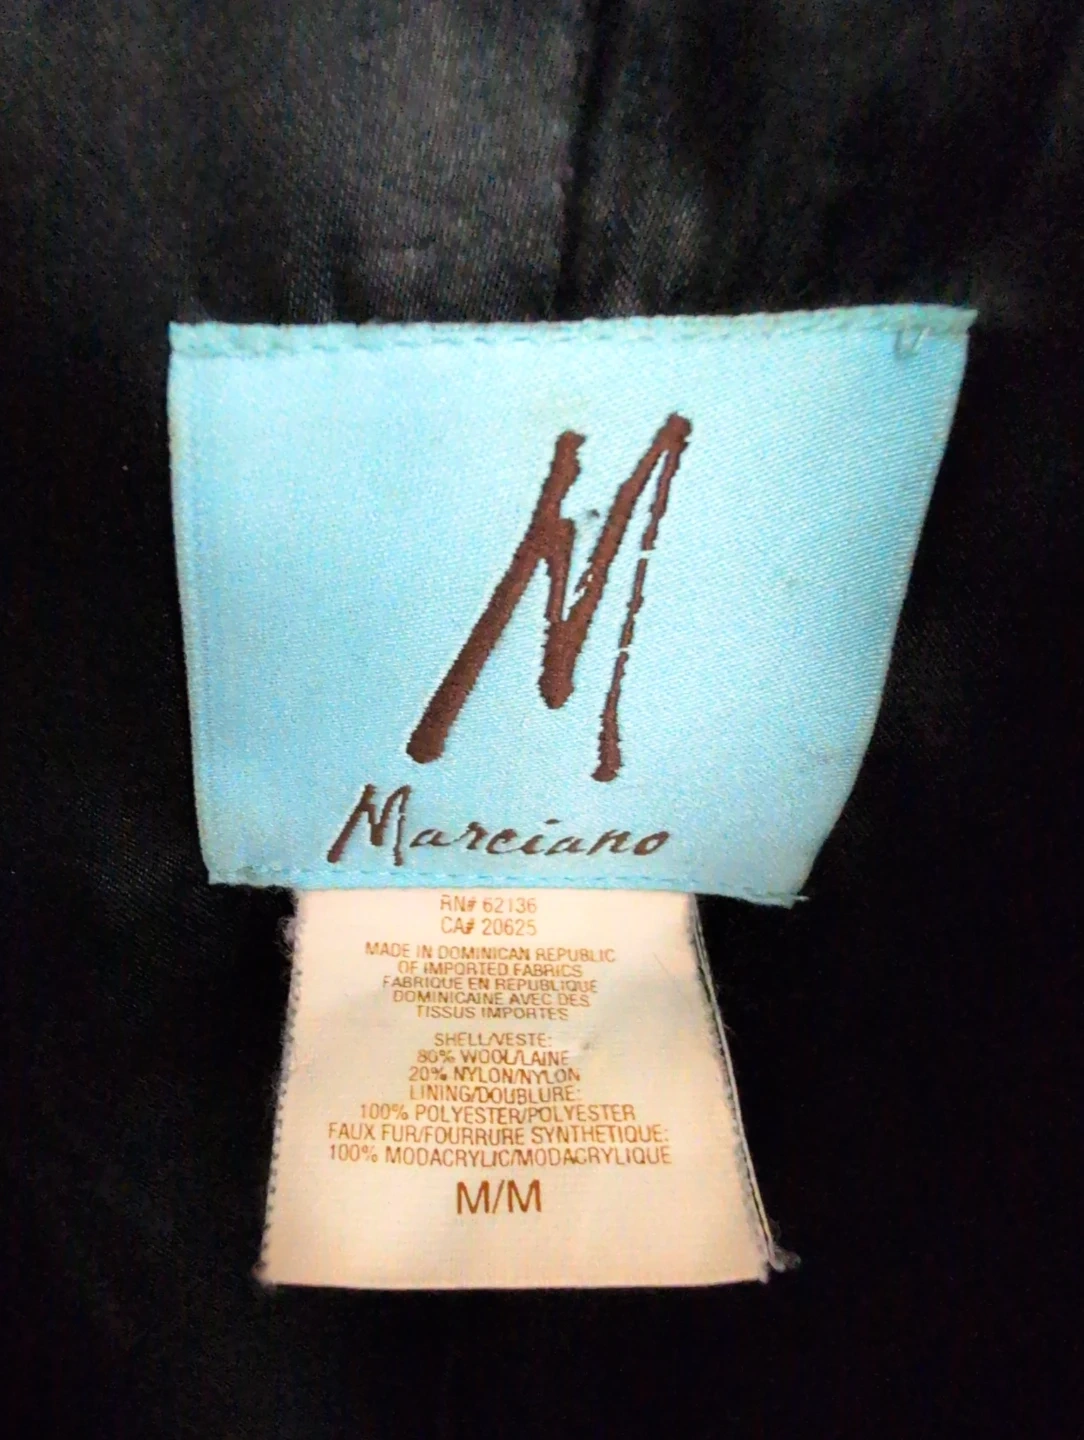 M
Marciano
RN# 62136
CA# 20625
MADE IN DOMINICAN REPUBLIC
OF IMPORTED FABRICS
FABRIQUE EN REPUBLIQUE
DOMINICAINE AVEC DES
TISSUS IMPORTES
SHELL/VESTE:
80% WOOL/LAINE
20% NYLON/NYLON
LINING/DOUBLURE:
100% POLYESTER/POLYESTER
FAUX FUR/FOURRURE SYNTHETIQUE:
100% MODACRYLIC/MODACRYLIQUE
M/M